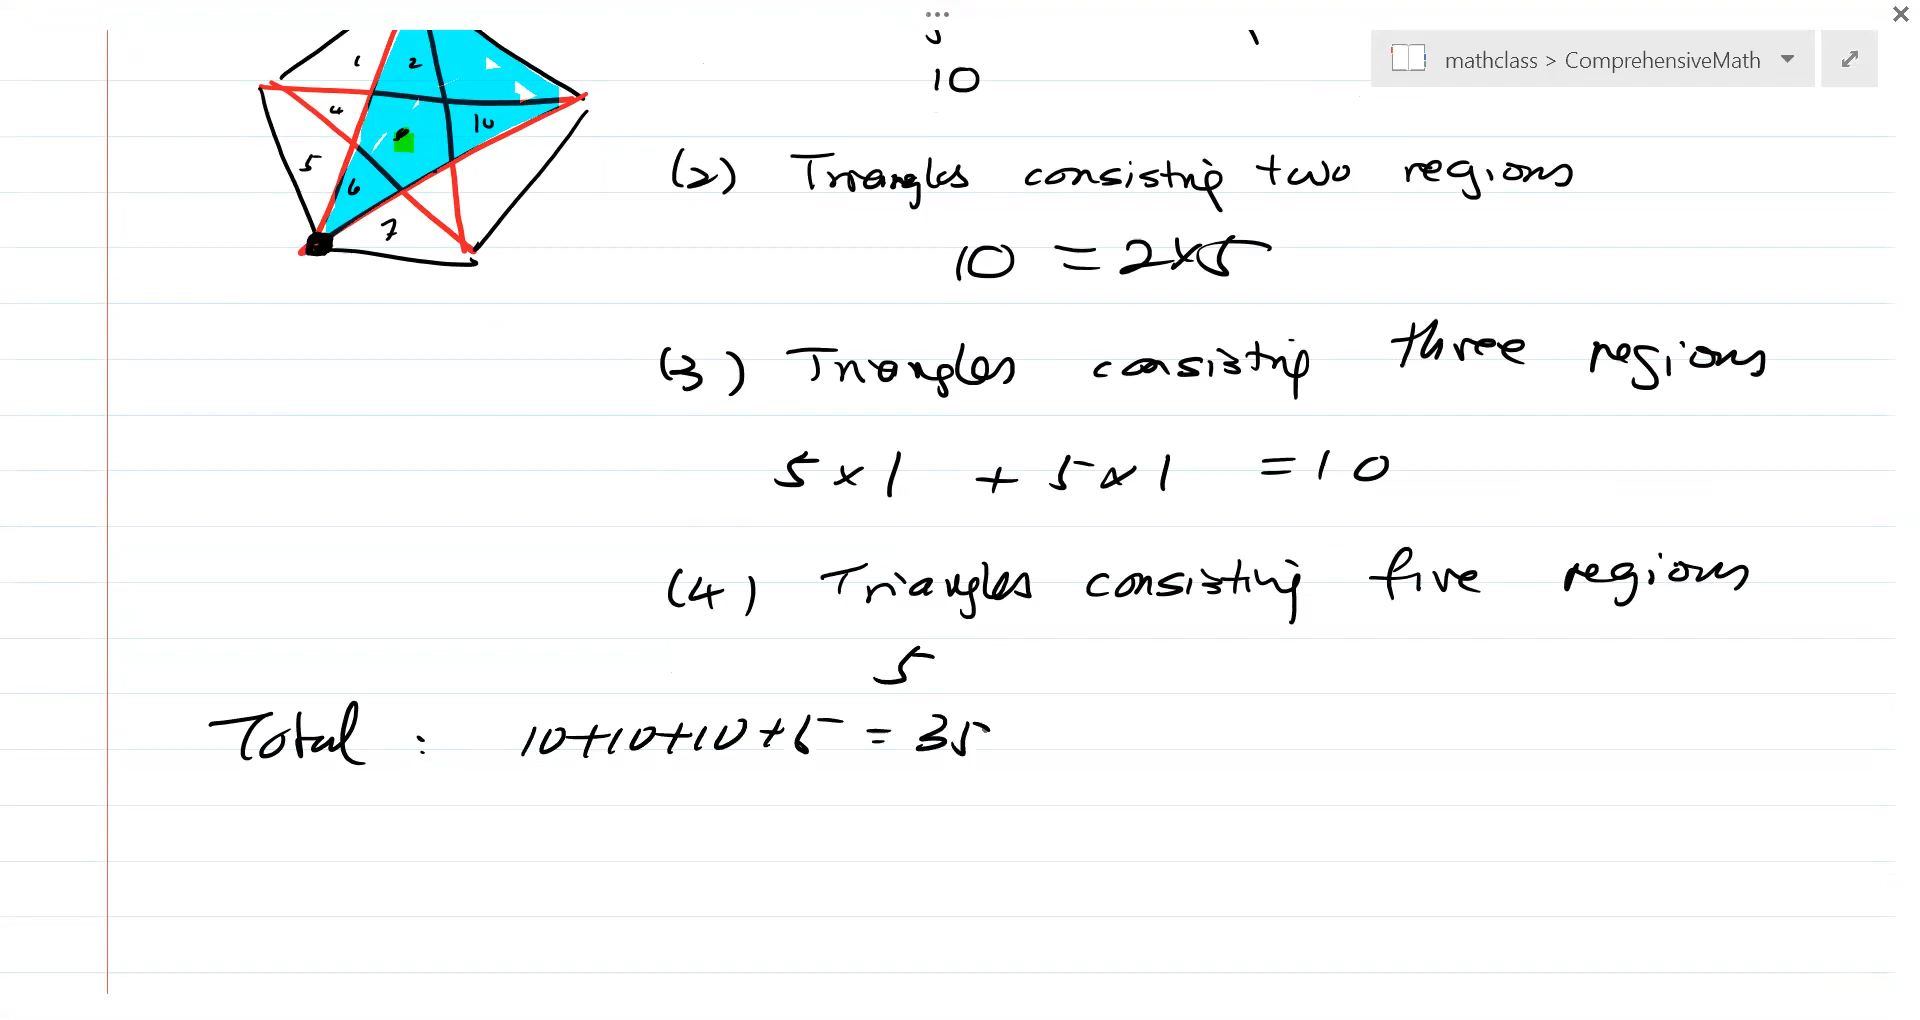 mathclass > ComprehensiveMath
1 2
4 10
5
6
7
10
(2) Triangles consisting two regions
10 = 2×5
(3) Triangles consisting three regions
5 × 1 + 5 × 1 = 10
(4) Triangles consisting five regions
5
Total : 10+10+10+5 = 35